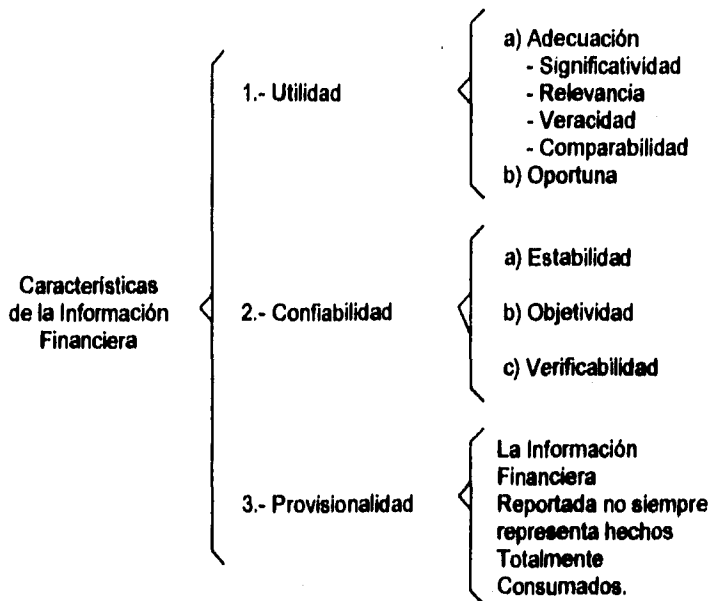 Características
de la Información
Financiera
1.- Utilidad
a) Adecuación
- Significatividad
- Relevancia
- Veracidad
- Comparabilidad
b) Oportuna
2.- Confiabilidad
a) Estabilidad
b) Objetividad
c) Verificabilidad
3.- Provisionalidad
La Información
Financiera
Reportada no siempre
representa hechos
Totalmente
Consumados.